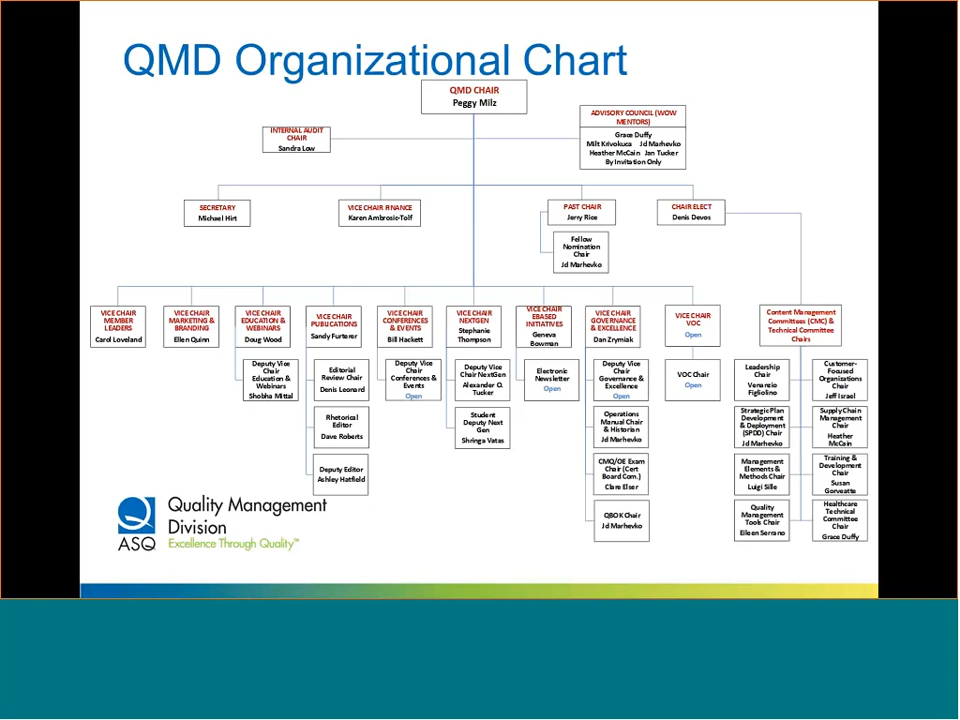 QMD Organizational Chart
QMD CHAIR
Peggy Milz
ADVISORY COUNCIL (WOW
MENTORS)
Grace Duffy
Milt Krivokuca Jd Marhevko
Heather McCain Jan Tucker
By Invitation Only
INTERNAL AUDIT
CHAIR
Sandra Low
SECRETARY
Michael Hirt
VICE CHAIR FINANCE
Karen Ambrosic-Tolf
PAST CHAIR
Jerry Rice
CHAIR ELECT
Denis Devos
Fellow
Nomination
Chair
Jd Marhevko
VICE CHAIR
MEMBER
LEADERS
Carol Loveland
VICE CHAIR
MARKETING &
BRANDING
Ellen Quinn
VICE CHAIR
EDUCATION &
WEBINARS
Doug Wood
VICE CHAIR
PUBLICATIONS
Sandy Furterer
VICE CHAIR
CONFERENCES
& EVENTS
Bill Hackett
VICE CHAIR
NEXTGEN
Stephanie
Thompson
VICE CHAIR
EBASED
INITIATIVES
Geneva
Bowman
VICE CHAIR
GOVERNANCE
& EXCELLENCE
Dan Zrymiak
VICE CHAIR
VOC
Open
Content Management
Committees (CMC) &
Technical Committee
Chairs
Deputy Vice
Chair
Education &
Webinars
Shobha Mittal
Editorial
Review Chair
Denis Leonard
Deputy Vice
Chair
Conferences &
Events
Open
Deputy Vice
Chair NextGen
Alexander O.
Tucker
Electronic
Newsletter
Open
Deputy Vice
Chair
Governance &
Excellence
Open
VOC Chair
Open
Leadership
Chair
Venancio
Figliolino
Customer-
Focused
Organizations
Chair
Jeff Israel
Rhetorical
Editor
Dave Roberts
Student
Deputy Next
Gen
Shringa Vatas
Operations
Manual Chair
& Historian
Jd Marhevko
Strategic Plan
Development
& Deployment
(SPDD) Chair
Jd Marhevko
Supply Chain
Management
Chair
Heather
McCain
Deputy Editor
Ashley Hatfield
CMQ/OE Exam
Chair (Cert
Board Com.)
Clare Elser
Management
Elements &
Methods Chair
Luigi Sille
Training &
Development
Chair
Susan
Gorveatte
QBOK Chair
Jd Marhevko
Quality
Management
Tools Chair
Eileen Serrano
Healthcare
Technical
Committee
Chair
Grace Duffy
ASQ
Quality Management
Division
Excellence Through Quality™